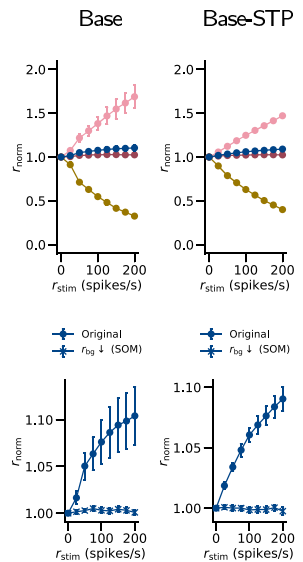 Base Base-STP
r_norm
2.0 2.0
1.5 1.5
1.0 1.0
0.5 0.5
0.0 0.0
0 100 200 0 100 200
r_stim (spikes/s) r_stim (spikes/s)
Original Original
r_bg ↓ (SOM) r_bg ↓ (SOM)
r_norm r_norm
1.10 1.10
1.05 1.05
1.00 1.00
0 100 200 0 100 200
r_stim (spikes/s) r_stim (spikes/s)